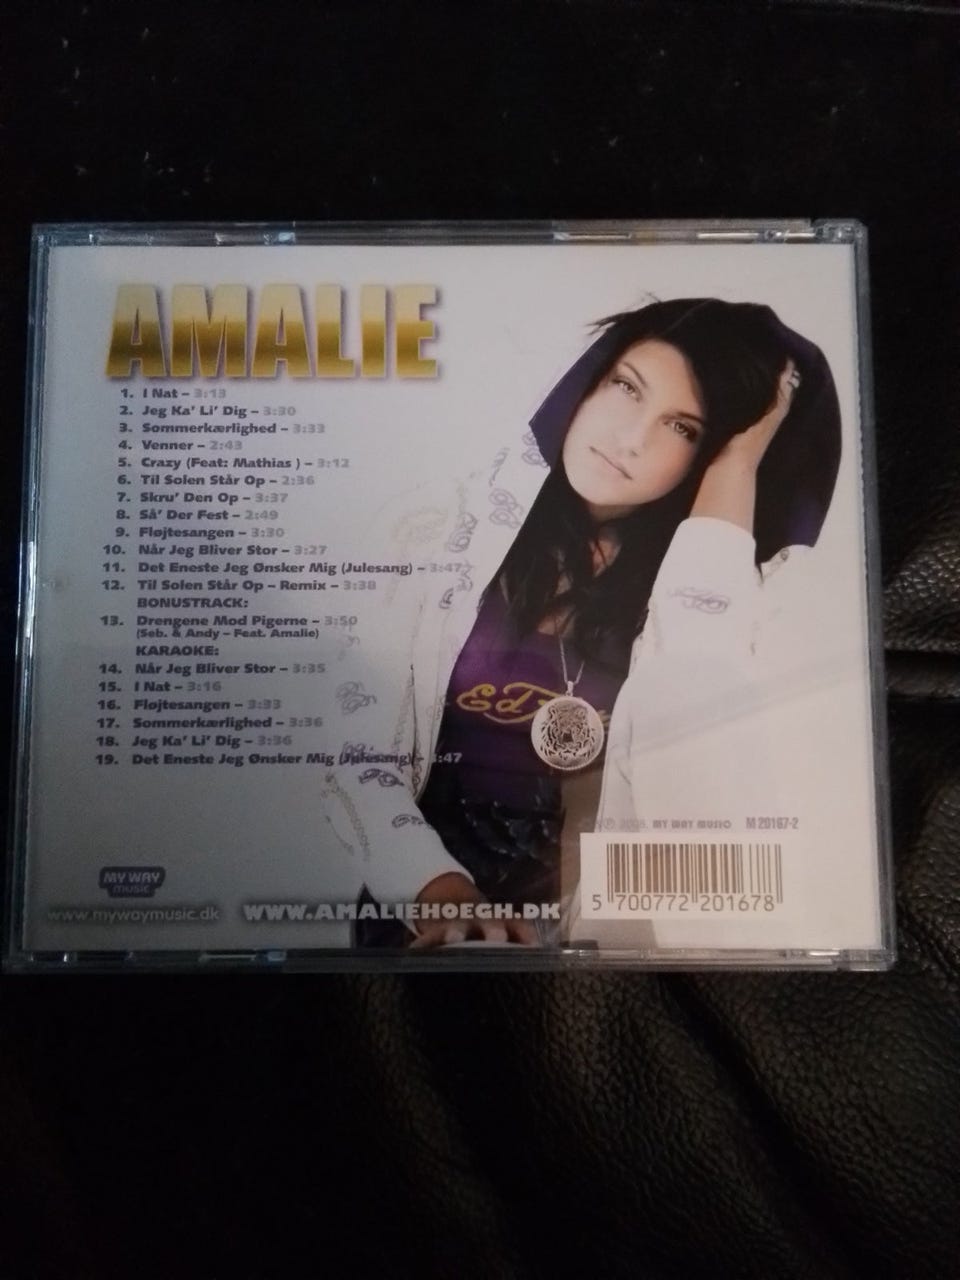 AMALIE
1. I Nat – 3:13
2. Jeg Ka' Li' Dig – 3:30
3. Sommerkærlighed – 3:33
4. Venner – 2:43
5. Crazy (Feat: Mathias ) – 3:12
6. Til Solen Står Op – 2:36
7. Skru' Den Op – 3:37
8. Så' Der Fest – 2:49
9. Fløjtesangen – 3:30
10. Når Jeg Bliver Stor – 3:27
11. Det Eneste Jeg Ønsker Mig (Julesang) – 3:47
12. Til Solen Står Op – Remix – 3:38
BONUSTRACK:
13. Drengene Mod Pigerne – 3:50
(Seb. & Andy – Feat. Amalie)
KARAOKE:
14. Når Jeg Bliver Stor – 3:35
15. I Nat – 3:16
16. Fløjtesangen – 3:33
17. Sommerkærlighed – 3:36
18. Jeg Ka' Li' Dig – 3:36
19. Det Eneste Jeg Ønsker Mig (Julesang) – :47
Ed
MY WAY MUSIC M 20167-2
5 700772 201678
MY WAY
music
www.mywaymusic.dk
WWW.AMALIEHOEGH.DK